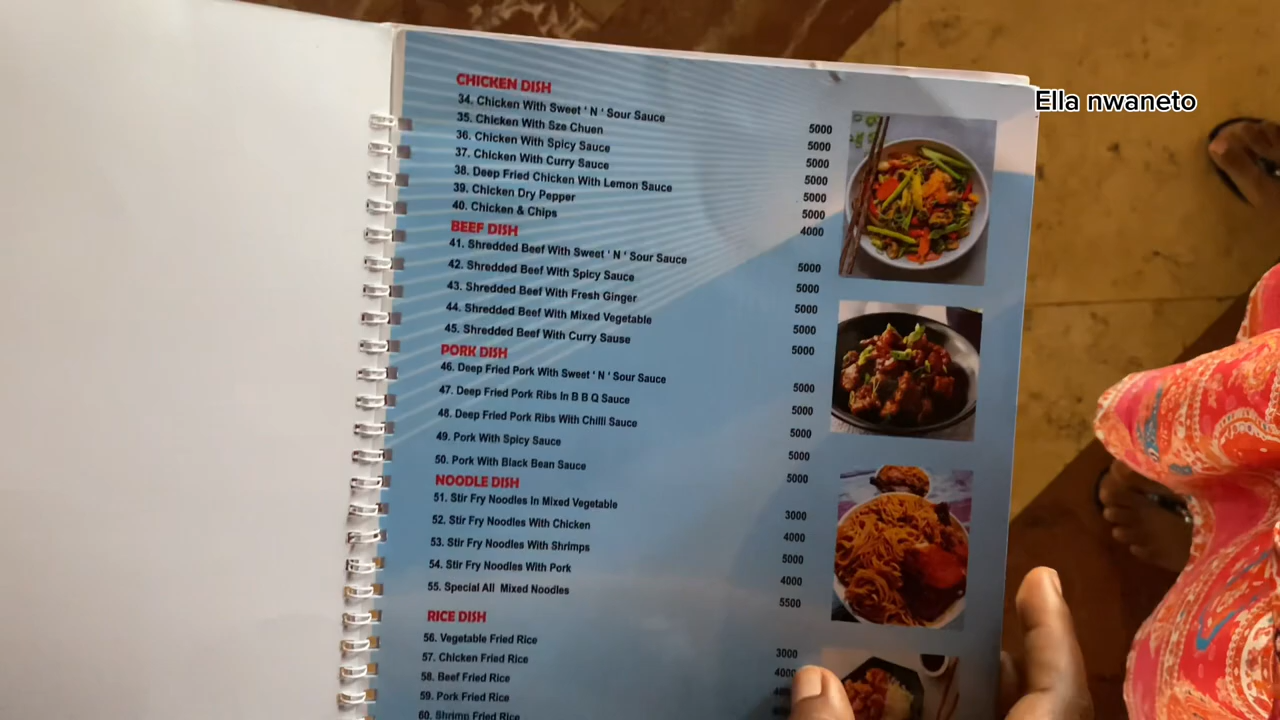 Ella nwaneto
CHICKEN DISH
34. Chicken With Sweet ' N ' Sour Sauce 5000
35. Chicken With Sze Chuen 5000
36. Chicken With Spicy Sauce 5000
37. Chicken With Curry Sauce 5000
38. Deep Fried Chicken With Lemon Sauce 5000
39. Chicken Dry Pepper 5000
40. Chicken & Chips 4000
BEEF DISH
41. Shredded Beef With Sweet ' N ' Sour Sauce 5000
42. Shredded Beef With Spicy Sauce 5000
43. Shredded Beef With Fresh Ginger 5000
44. Shredded Beef With Mixed Vegetable 5000
45. Shredded Beef With Curry Sause 5000
PORK DISH
46. Deep Fried Pork With Sweet ' N ' Sour Sauce 5000
47. Deep Fried Pork Ribs In B B Q Sauce 5000
48. Deep Fried Pork Ribs With Chilli Sauce 5000
49. Pork With Spicy Sauce 5000
50. Pork With Black Bean Sauce 5000
NOODLE DISH
51. Stir Fry Noodles In Mixed Vegetable 3000
52. Stir Fry Noodles With Chicken 4000
53. Stir Fry Noodles With Shrimps 5000
54. Stir Fry Noodles With Pork 4000
55. Special All Mixed Noodles 5500
RICE DISH
56. Vegetable Fried Rice 3000
57. Chicken Fried Rice 4000
58. Beef Fried Rice
59. Pork Fried Rice
60. Shrimp Fried Rice